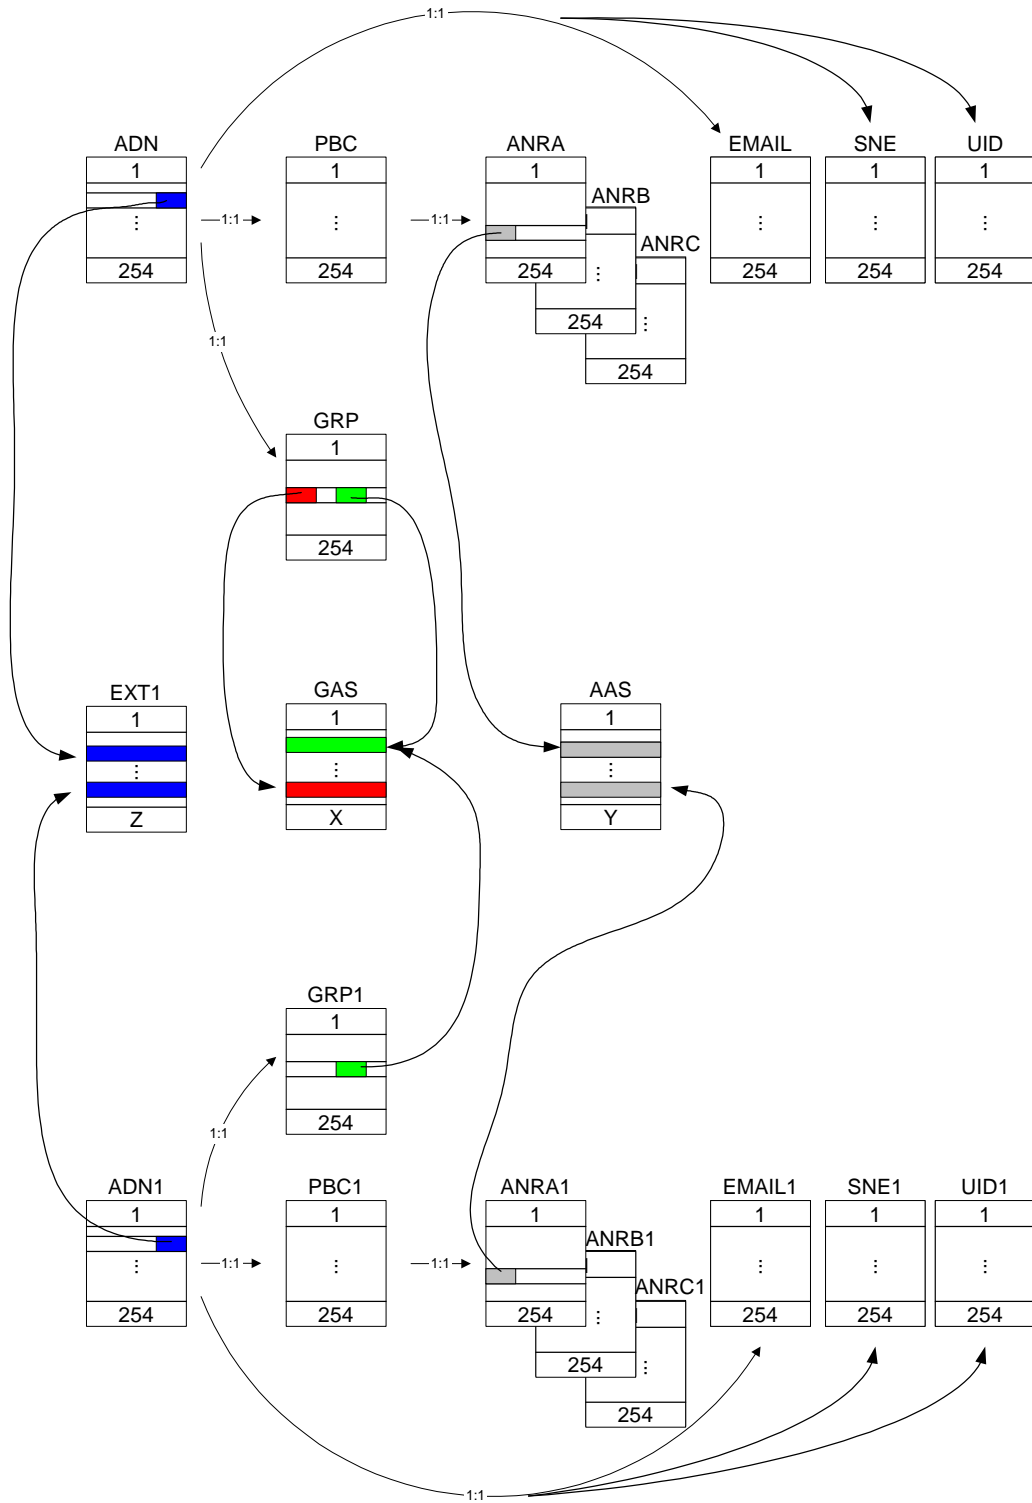 1:1
ADN PBC ANRA EMAIL SNE UID
1 1 1 1 1 1
ANRB
1:1 1:1
⋮ ⋮ ⋮ ⋮ ⋮
ANRC
254 254 254 ⋮ 254 254 254
254 ⋮
1:1
254
GRP
1
254
EXT1 GAS AAS
1 1 1
⋮ ⋮ ⋮
Z X Y
GRP1
1
254
1:1
ADN1 PBC1 ANRA1 EMAIL1 SNE1 UID1
1 1 1 1 1 1
ANRB1
1:1 1:1
⋮ ⋮ ⋮ ⋮ ⋮
ANRC1
254 254 254 ⋮ 254 254 254
254 ⋮
254
1:1